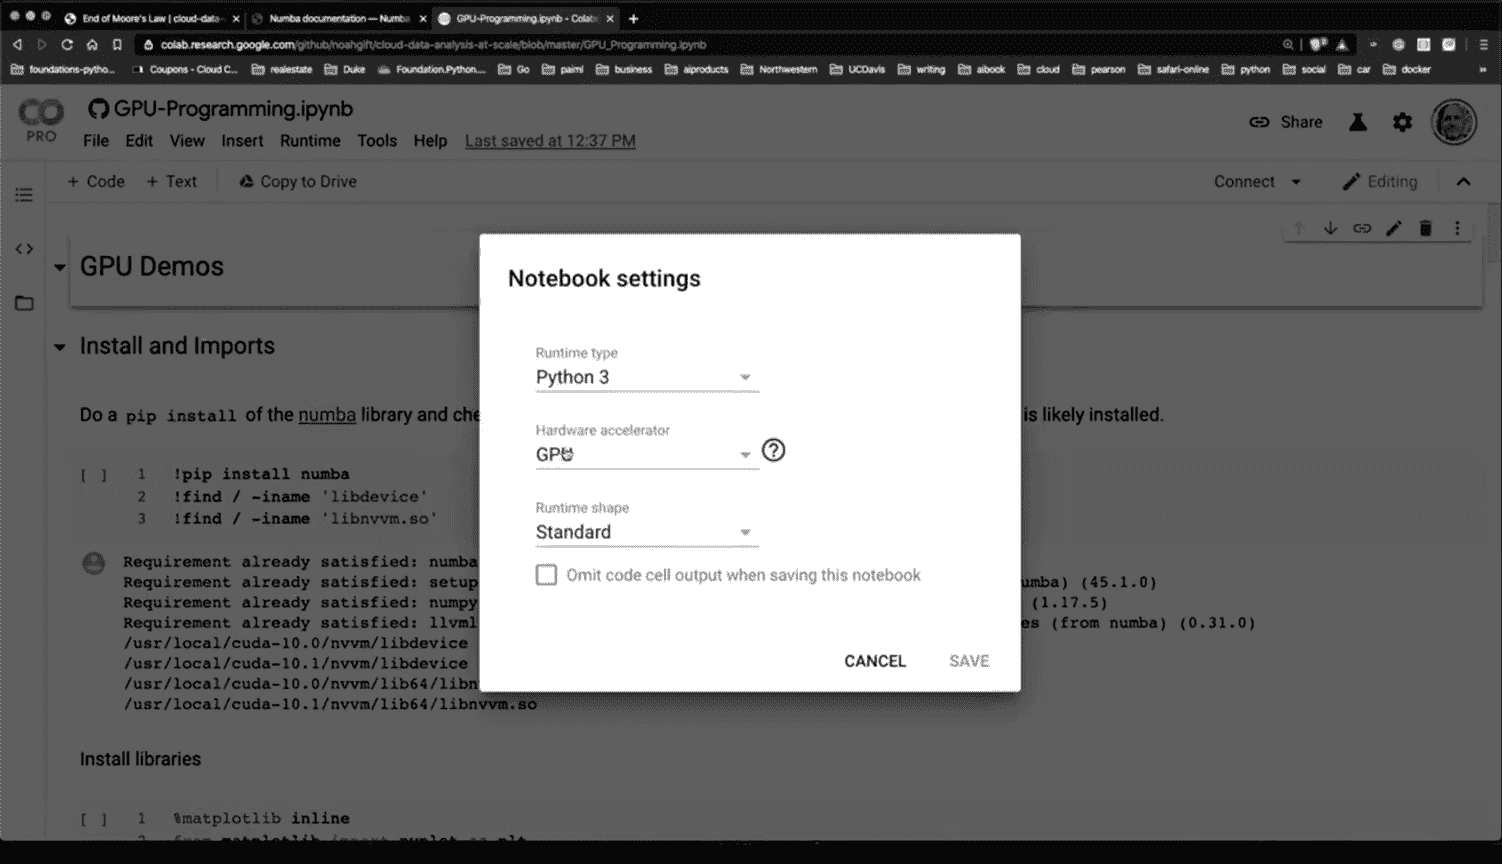 End of Moore's Law | cloud-data-
Numba documentation — Numba
GPU-Programming.ipynb - Colab
colab.research.google.com/github/noahgift/cloud-data-analysis-at-scale/blob/master/GPU_Programming.ipynb
foundations-pytho... Coupons - Cloud C... realestate Duke Foundation.Python.... Go paiml business aiproducts Northwestern UCDavis writing aibook cloud pearson safari-online python social car docker »
CO
PRO
GPU-Programming.ipynb
File Edit View Insert Runtime Tools Help Last saved at 12:37 PM
Share
+ Code + Text Copy to Drive
Connect Editing
GPU Demos
Install and Imports
Do a pip install of the numba library and che
is likely installed.
[ ] 1 !pip install numba
2 !find / -iname 'libdevice'
3 !find / -iname 'libnvvm.so'
Requirement already satisfied: numba
Requirement already satisfied: setup
umba) (45.1.0)
Requirement already satisfied: numpy
(1.17.5)
Requirement already satisfied: llvml
es (from numba) (0.31.0)
/usr/local/cuda-10.0/nvvm/libdevice
/usr/local/cuda-10.1/nvvm/libdevice
/usr/local/cuda-10.0/nvvm/lib64/libn
/usr/local/cuda-10.1/nvvm/lib64/libnvvm.so
Install libraries
[ ] 1 %matplotlib inline
Notebook settings
Runtime type
Python 3
Hardware accelerator
GPU
?
Runtime shape
Standard
Omit code cell output when saving this notebook
CANCEL SAVE